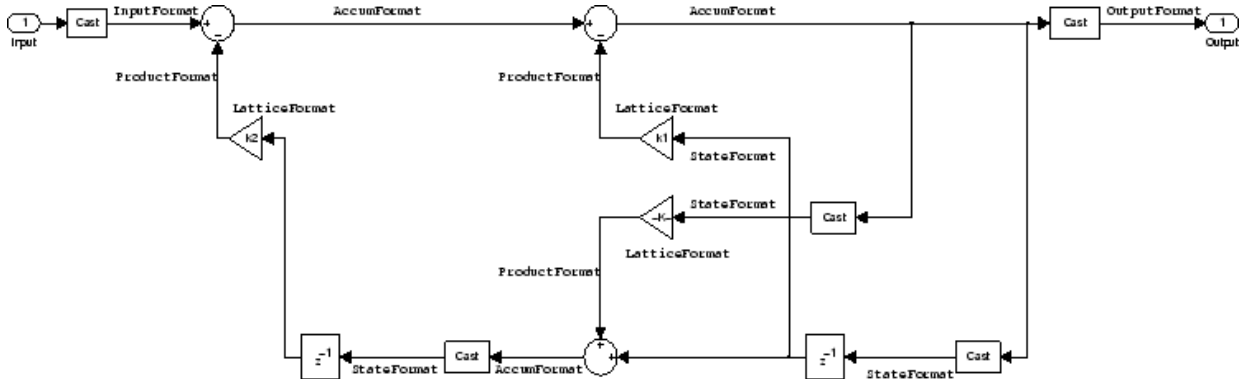 InputFormat AccumFormat AccumFormat OutputFormat
1 Cast + + Cast 1
Input − − Output
ProductFormat ProductFormat
LatticeFormat LatticeFormat
k2 k1
StateFormat
StateFormat
-K- Cast
LatticeFormat
ProductFormat
+
z-1 Cast + z-1 Cast
StateFormat AccumFormat StateFormat